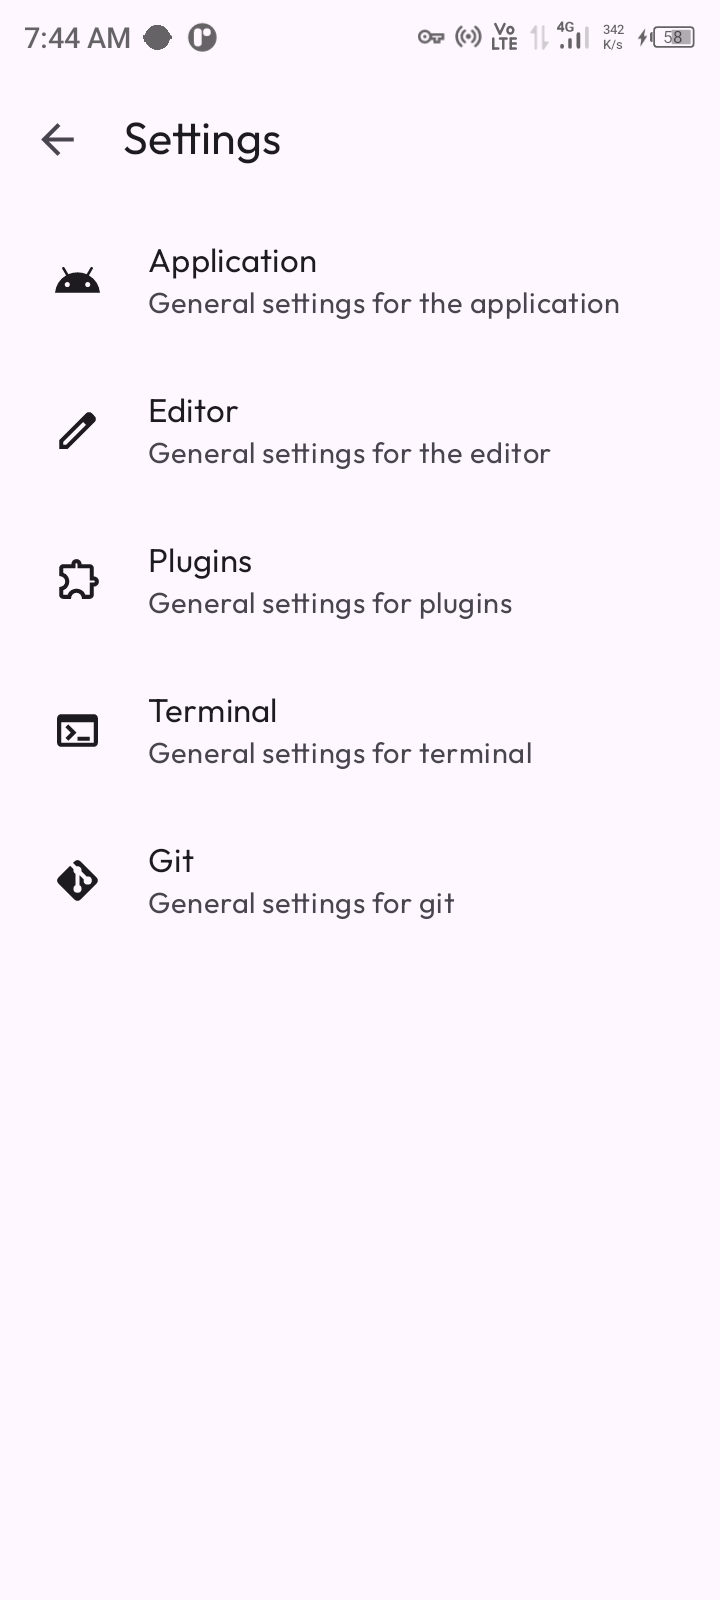 7:44 AM
Vo
LTE
4G
342
K/s
58
Settings
Application
General settings for the application
Editor
General settings for the editor
Plugins
General settings for plugins
Terminal
General settings for terminal
Git
General settings for git